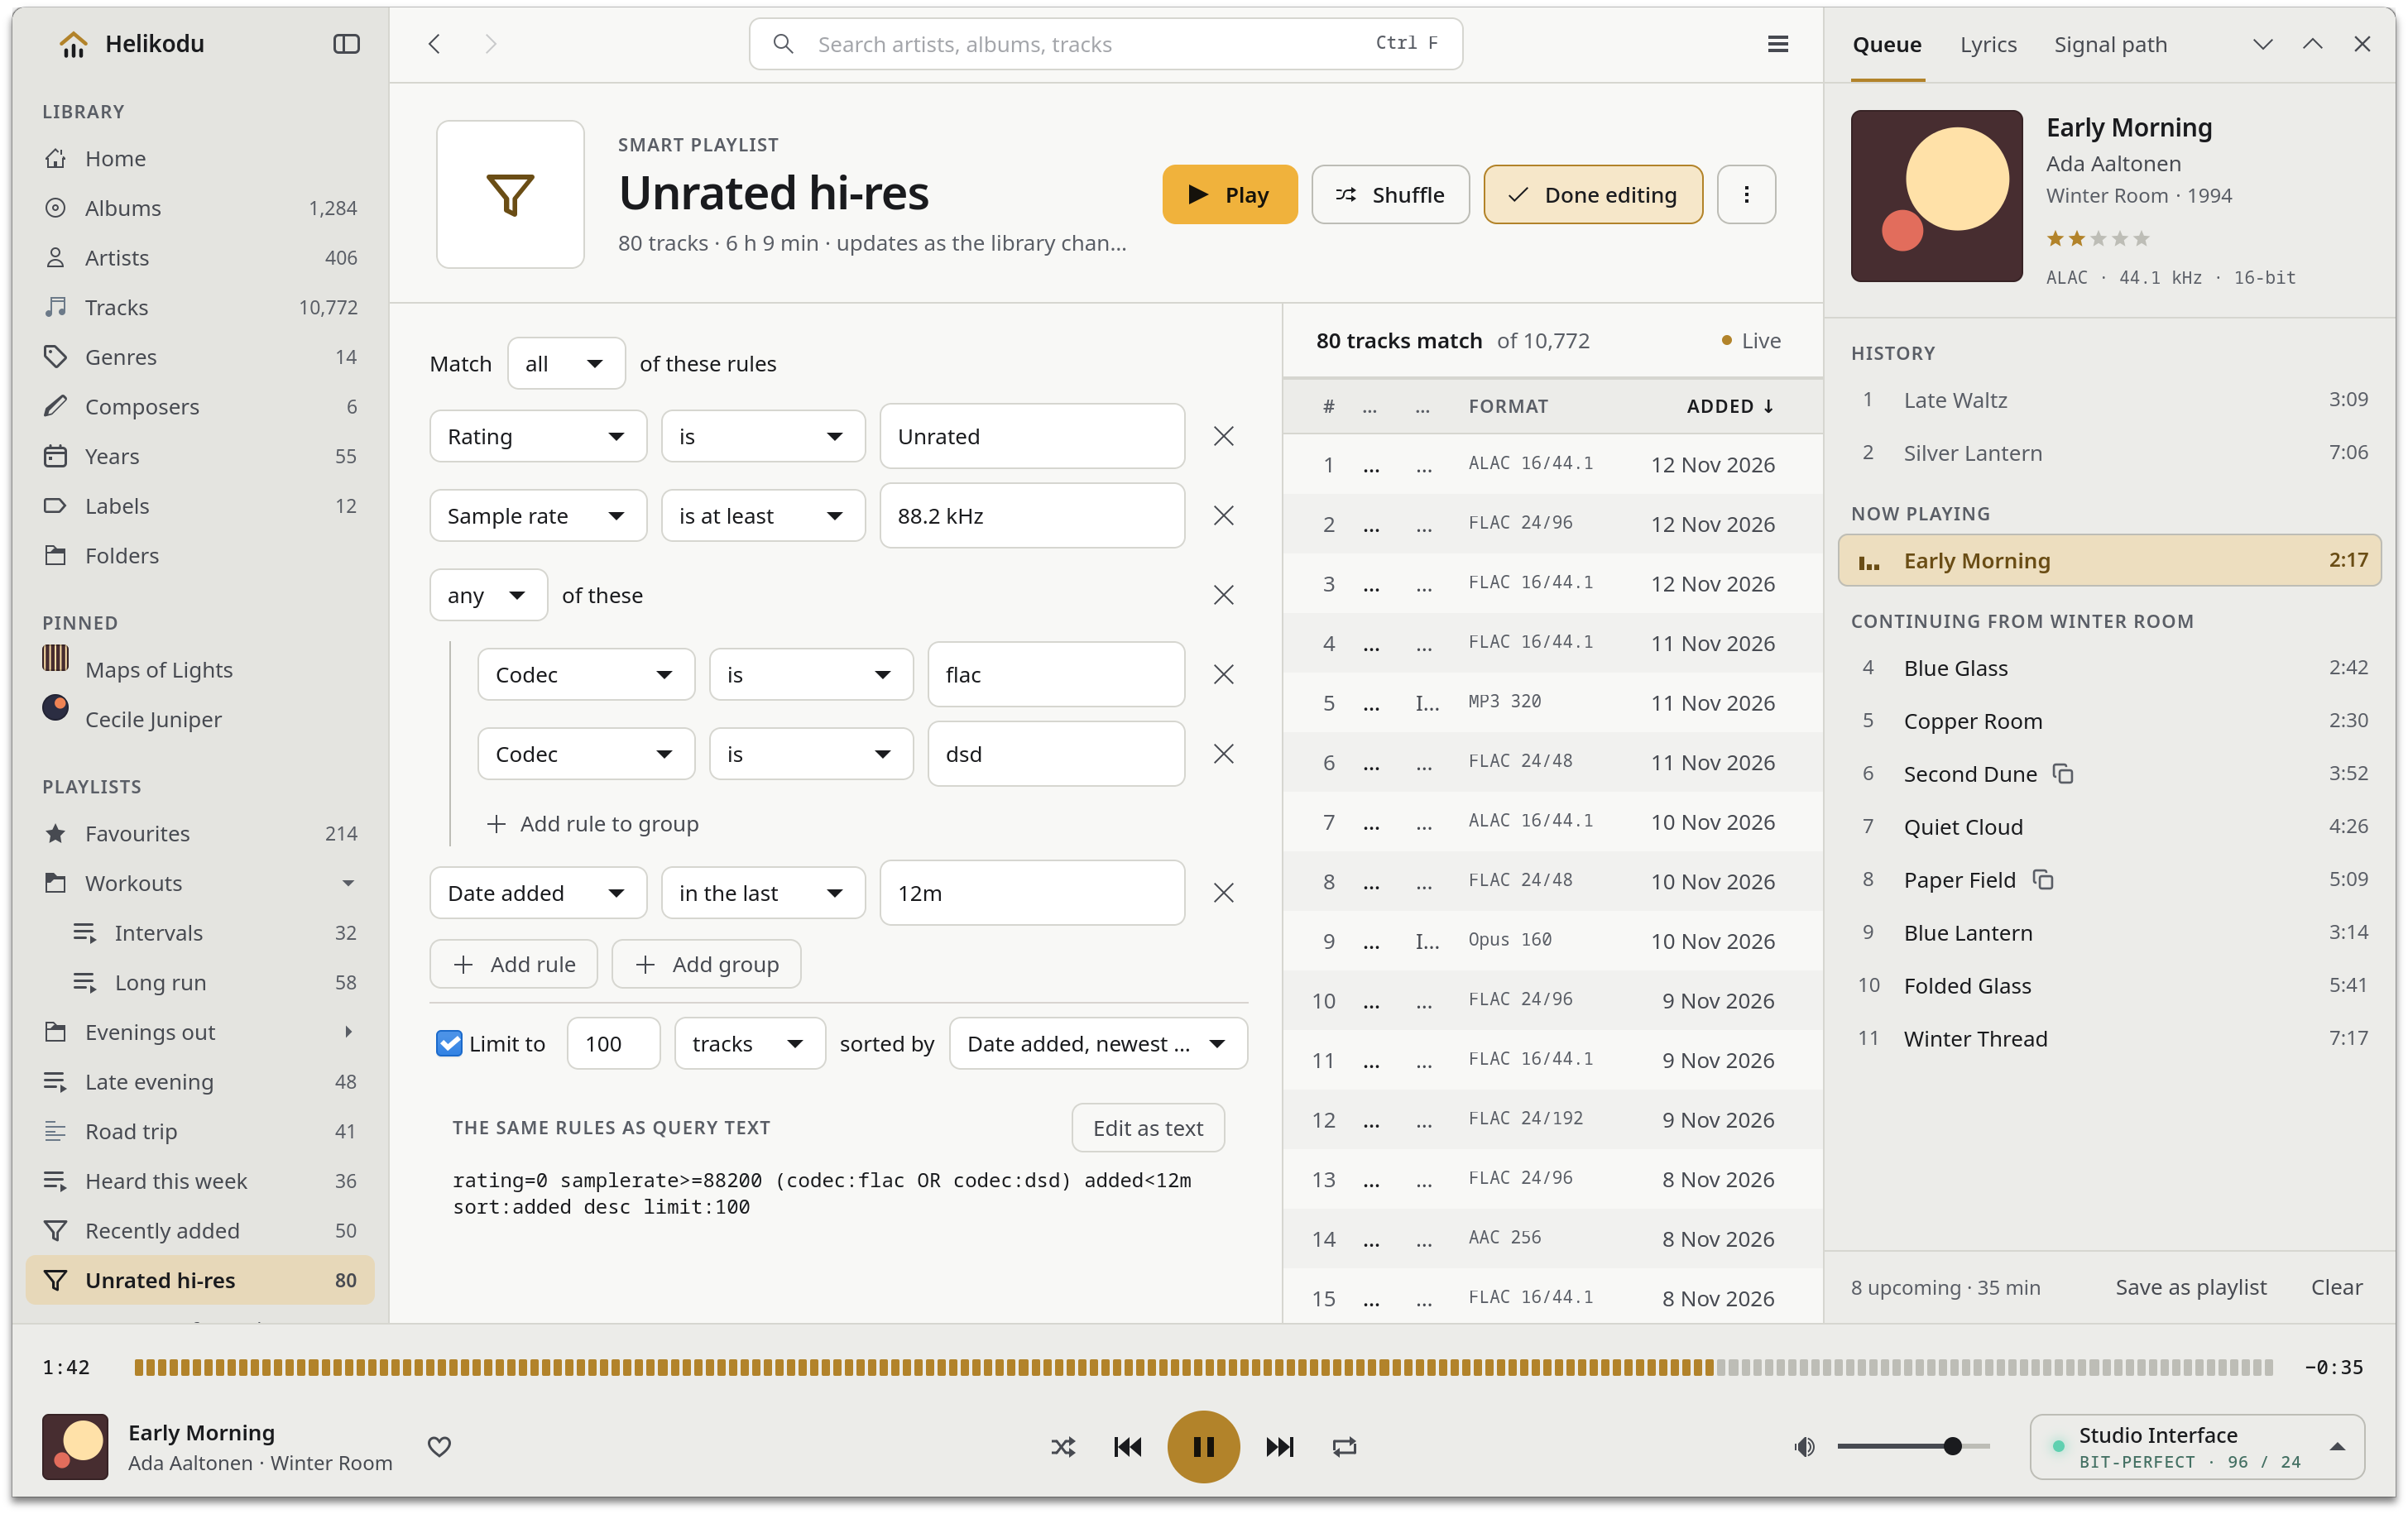 Helikodu
LIBRARY
Home
Albums 1,284
Artists 406
Tracks 10,772
Genres 14
Composers 6
Years 55
Labels 12
Folders
PINNED
Maps of Lights
Cecile Juniper
PLAYLISTS
Favourites 214
Workouts
Intervals 32
Long run 58
Evenings out
Late evening 48
Road trip 41
Heard this week 36
Recently added 50
Unrated hi-res 80
Search artists, albums, tracks Ctrl F
SMART PLAYLIST
Unrated hi-res
80 tracks · 6 h 9 min · updates as the library chan...
Play Shuffle Done editing
Match all of these rules
Rating is Unrated
Sample rate is at least 88.2 kHz
any of these
Codec is flac
Codec is dsd
Add rule to group
Date added in the last 12m
Add rule Add group
Limit to 100 tracks sorted by Date added, newest ...
THE SAME RULES AS QUERY TEXT Edit as text
rating=0 samplerate>=88200 (codec:flac OR codec:dsd) added<12m
sort:added desc limit:100
80 tracks match of 10,772 Live
# ... ... FORMAT ADDED ↓
1 ... ... ALAC 16/44.1 12 Nov 2026
2 ... ... FLAC 24/96 12 Nov 2026
3 ... ... FLAC 16/44.1 12 Nov 2026
4 ... ... FLAC 16/44.1 11 Nov 2026
5 ... I... MP3 320 11 Nov 2026
6 ... ... FLAC 24/48 11 Nov 2026
7 ... ... ALAC 16/44.1 10 Nov 2026
8 ... ... FLAC 24/48 10 Nov 2026
9 ... I... Opus 160 10 Nov 2026
10 ... ... FLAC 24/96 9 Nov 2026
11 ... ... FLAC 16/44.1 9 Nov 2026
12 ... ... FLAC 24/192 9 Nov 2026
13 ... ... FLAC 24/96 8 Nov 2026
14 ... ... AAC 256 8 Nov 2026
15 ... ... FLAC 16/44.1 8 Nov 2026
Queue Lyrics Signal path
Early Morning
Ada Aaltonen
Winter Room · 1994
ALAC · 44.1 kHz · 16-bit
HISTORY
1 Late Waltz 3:09
2 Silver Lantern 7:06
NOW PLAYING
Early Morning 2:17
CONTINUING FROM WINTER ROOM
4 Blue Glass 2:42
5 Copper Room 2:30
6 Second Dune 3:52
7 Quiet Cloud 4:26
8 Paper Field 5:09
9 Blue Lantern 3:14
10 Folded Glass 5:41
11 Winter Thread 7:17
8 upcoming · 35 min Save as playlist Clear
1:42 −0:35
Early Morning
Ada Aaltonen · Winter Room
Studio Interface
BIT-PERFECT · 96 / 24